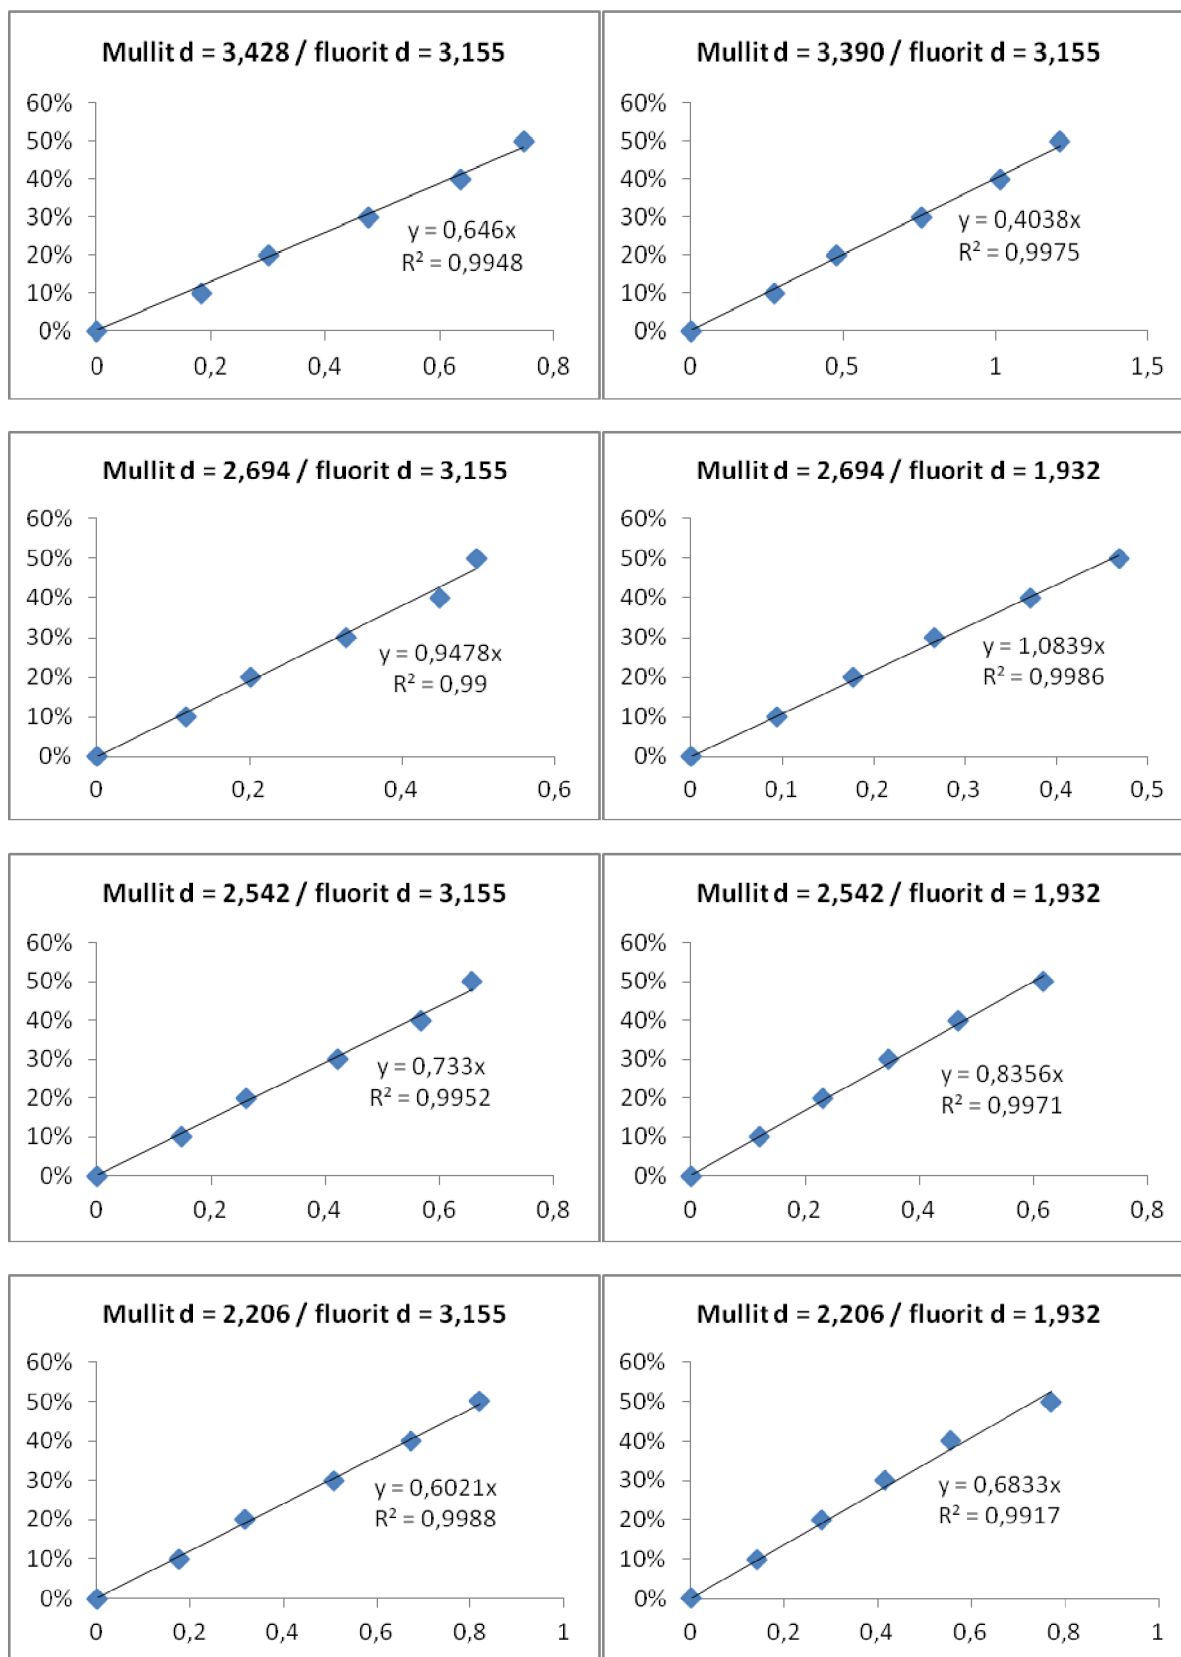 Mullit d = 3,428 / fluorit d = 3,155
60%
50%
40%
30%
20%
10%
0%
y = 0,646x
R² = 0,9948
0 0,2 0,4 0,6 0,8
Mullit d = 3,390 / fluorit d = 3,155
60%
50%
40%
30%
20%
10%
0%
y = 0,4038x
R² = 0,9975
0 0,5 1 1,5
Mullit d = 2,694 / fluorit d = 3,155
60%
50%
40%
30%
20%
10%
0%
y = 0,9478x
R² = 0,99
0 0,2 0,4 0,6
Mullit d = 2,694 / fluorit d = 1,932
60%
50%
40%
30%
20%
10%
0%
y = 1,0839x
R² = 0,9986
0 0,1 0,2 0,3 0,4 0,5
Mullit d = 2,542 / fluorit d = 3,155
60%
50%
40%
30%
20%
10%
0%
y = 0,733x
R² = 0,9952
0 0,2 0,4 0,6 0,8
Mullit d = 2,542 / fluorit d = 1,932
60%
50%
40%
30%
20%
10%
0%
y = 0,8356x
R² = 0,9971
0 0,2 0,4 0,6 0,8
Mullit d = 2,206 / fluorit d = 3,155
60%
50%
40%
30%
20%
10%
0%
y = 0,6021x
R² = 0,9988
0 0,2 0,4 0,6 0,8 1
Mullit d = 2,206 / fluorit d = 1,932
60%
50%
40%
30%
20%
10%
0%
y = 0,6833x
R² = 0,9917
0 0,2 0,4 0,6 0,8 1